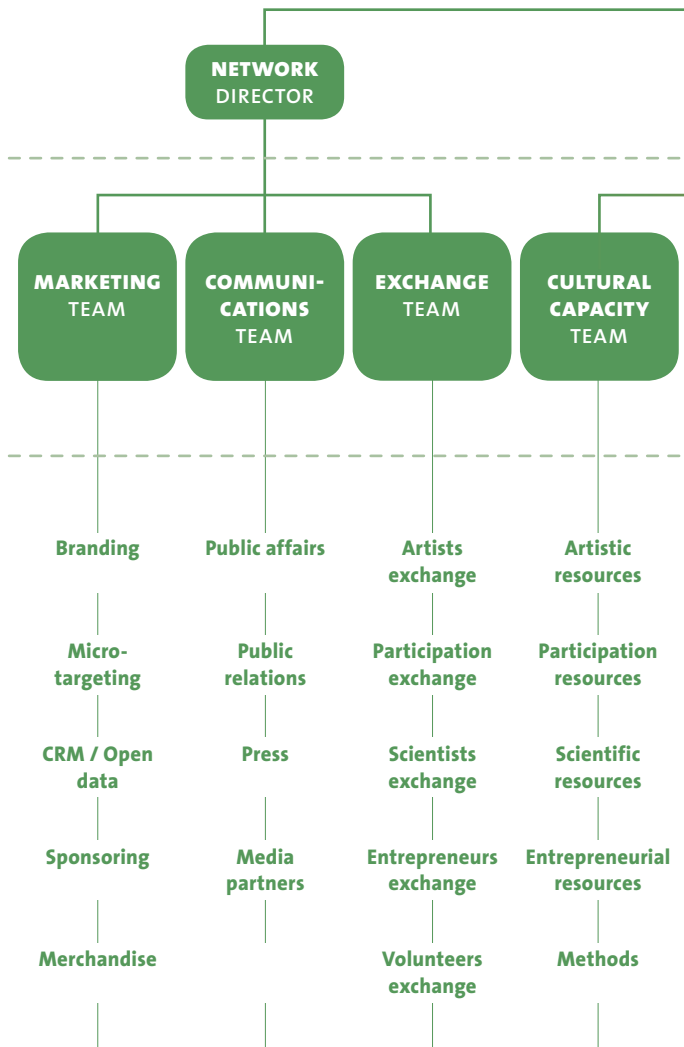 NETWORK
DIRECTOR
MARKETING
TEAM
COMMUNI-
CATIONS
TEAM
EXCHANGE
TEAM
CULTURAL
CAPACITY
TEAM
Branding
Micro-
targeting
CRM / Open
data
Sponsoring
Merchandise
Public affairs
Public
relations
Press
Media
partners
Artists
exchange
Participation
exchange
Scientists
exchange
Entrepreneurs
exchange
Volunteers
exchange
Artistic
resources
Participation
resources
Scientific
resources
Entrepreneurial
resources
Methods